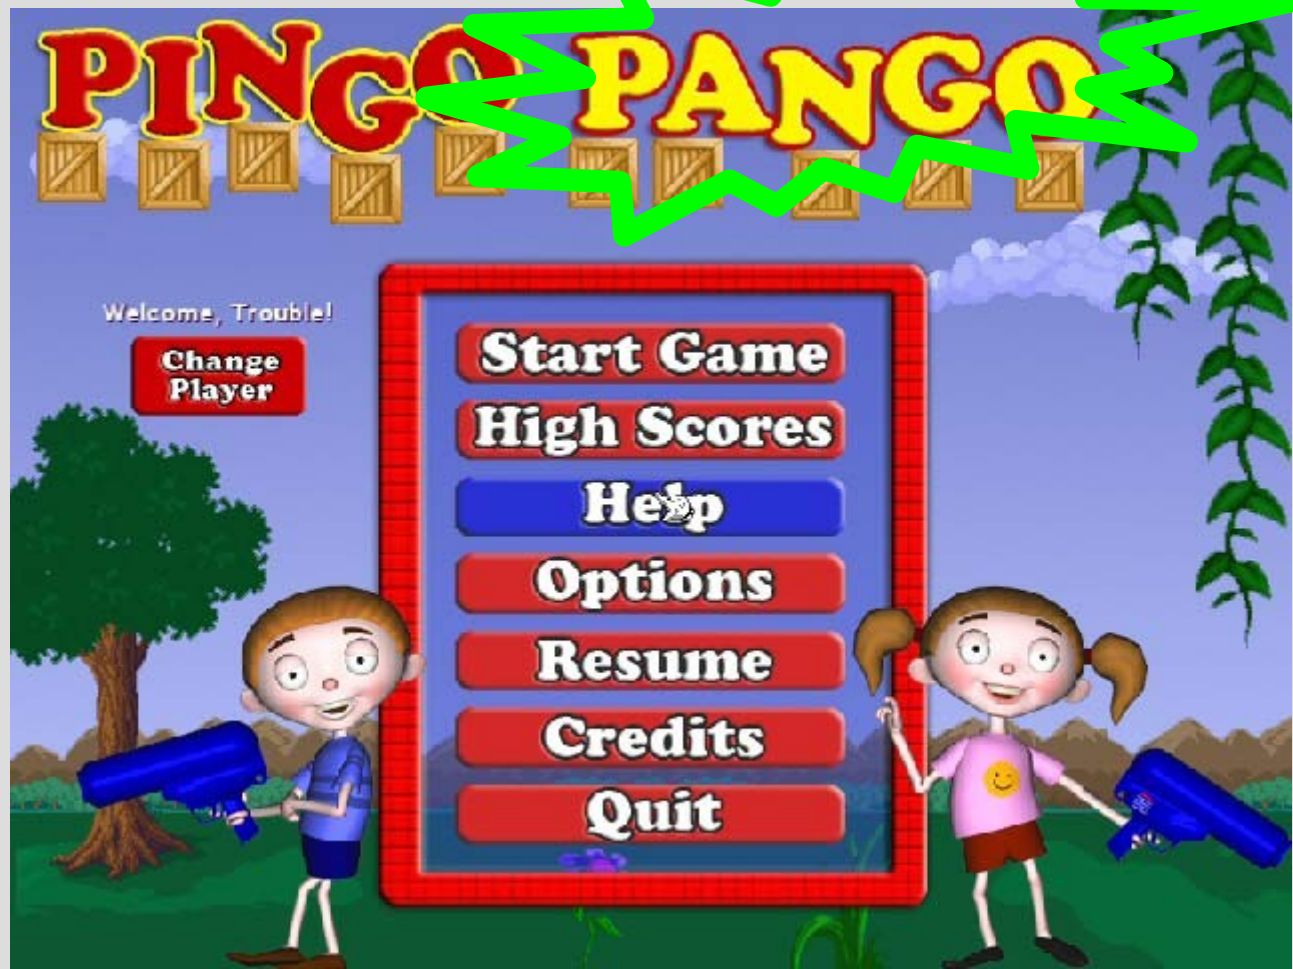 PINGO PANGO
Welcome, Trouble!
Change
Player
Start Game
High Scores
Help
Options
Resume
Credits
Quit